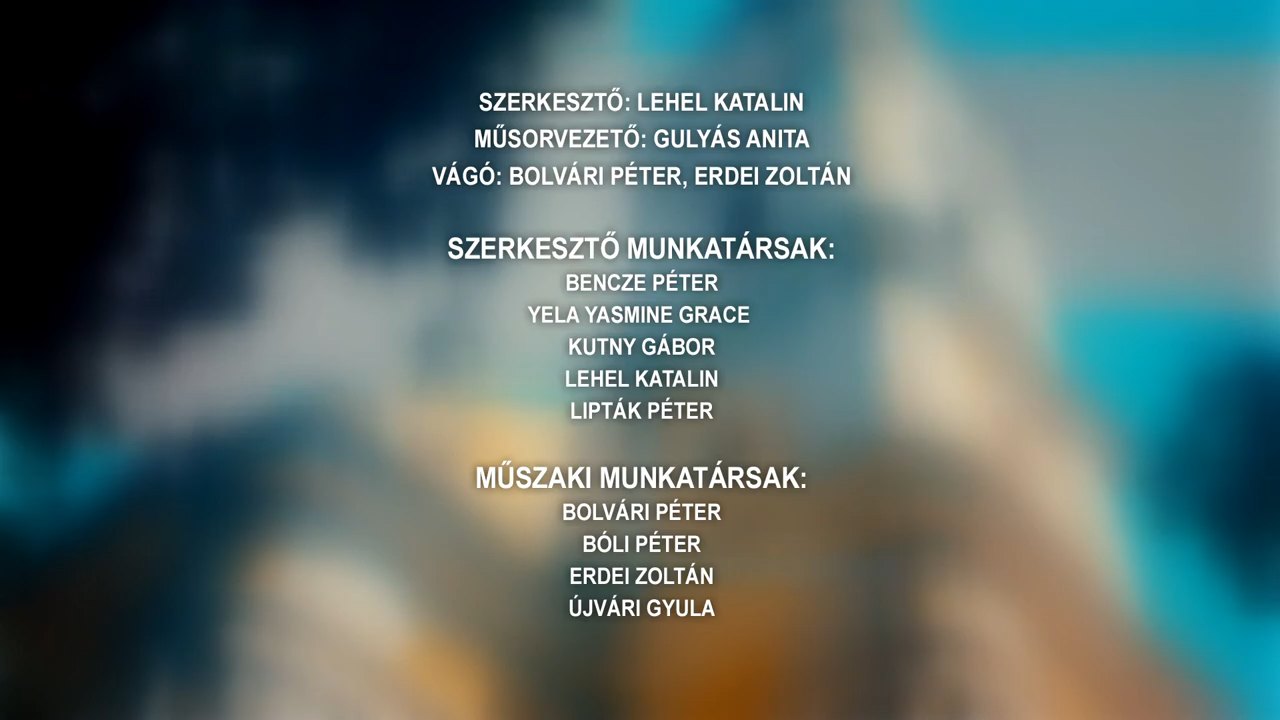 SZERKESZTŐ: LEHEL KATALIN
MŰSORVEZETŐ: GULYÁS ANITA
VÁGÓ: BOLVÁRI PÉTER, ERDEI ZOLTÁN
SZERKESZTŐ MUNKATÁRSAK:
BENCZE PÉTER
YELA YASMINE GRACE
KUTNY GÁBOR
LEHEL KATALIN
LIPTÁK PÉTER
MŰSZAKI MUNKATÁRSAK:
BOLVÁRI PÉTER
BÓLI PÉTER
ERDEI ZOLTÁN
ÚJVÁRI GYULA